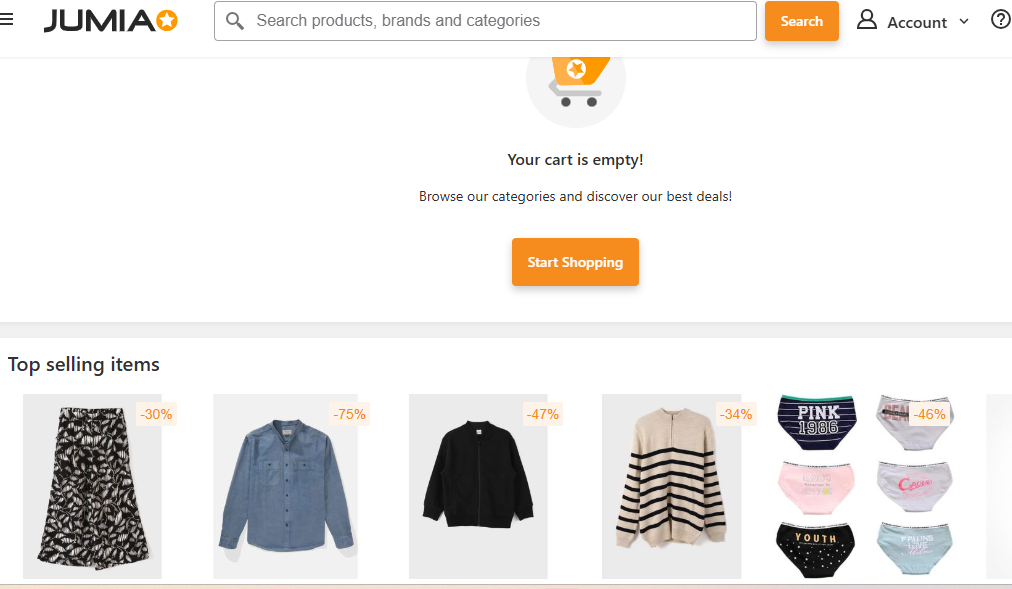 JUMIA
Search products, brands and categories
Search
Account
Your cart is empty!
Browse our categories and discover our best deals!
Start Shopping
Top selling items
-30%
-75%
-47%
-34%
-46%
PINK
1986
YOUTH